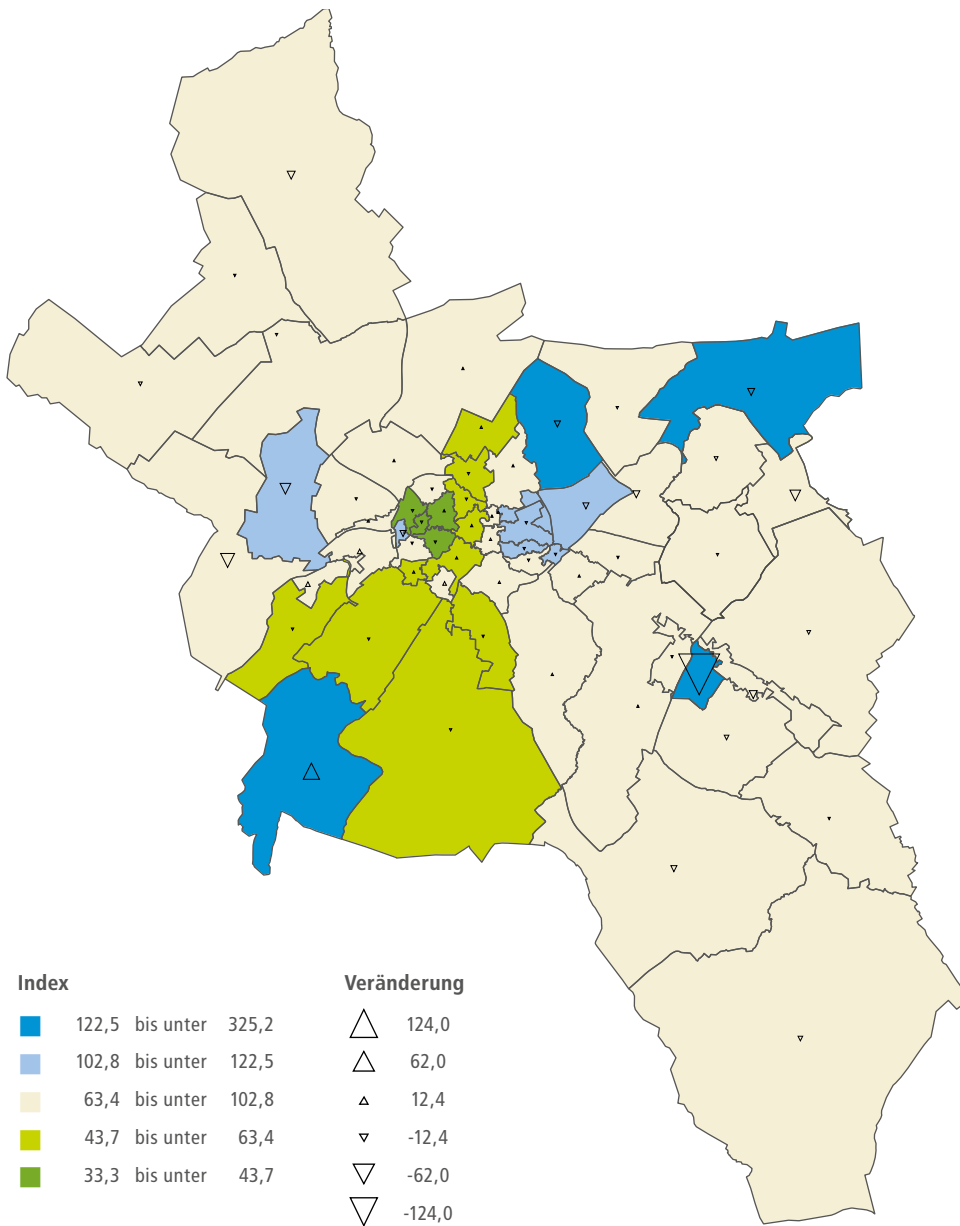 Index
122,5 bis unter 325,2
102,8 bis unter 122,5
63,4 bis unter 102,8
43,7 bis unter 63,4
33,3 bis unter 43,7
Veränderung
124,0
62,0
12,4
-12,4
-62,0
-124,0